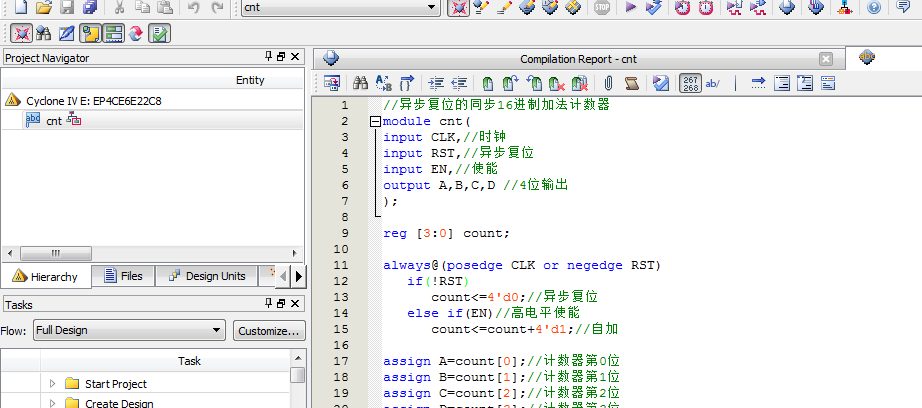 cnt
Project Navigator
Entity
Cyclone IV E: EP4CE6E22C8
cnt
Hierarchy
Files
Design Units
Tasks
Flow:
Full Design
Customize...
Task
Start Project
Create Design
Compilation Report - cnt
267
268
ab/
1 //异步复位的同步16进制加法计数器
2 module cnt(
3 input CLK,//时钟
4 input RST,//异步复位
5 input EN,//使能
6 output A,B,C,D //4位输出
7 );
8
9 reg [3:0] count;
10
11 always@(posedge CLK or negedge RST)
12 if(!RST)
13 count<=4'd0;//异步复位
14 else if(EN)//高电平使能
15 count<=count+4'd1;//自加
16
17 assign A=count[0];//计数器第0位
18 assign B=count[1];//计数器第1位
19 assign C=count[2];//计数器第2位